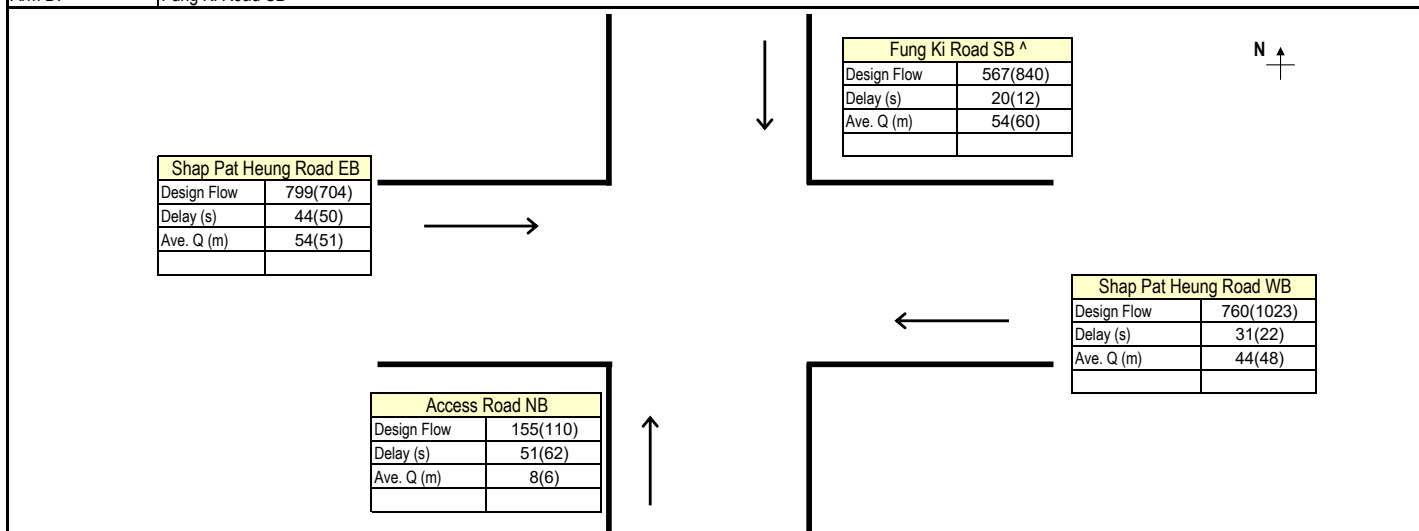 Fung Ki Road SB ^
Design Flow 567(840)
Delay (s) 20(12)
Ave. Q (m) 54(60)
N
Shap Pat Heung Road EB
Design Flow 799(704)
Delay (s) 44(50)
Ave. Q (m) 54(51)
Shap Pat Heung Road WB
Design Flow 760(1023)
Delay (s) 31(22)
Ave. Q (m) 44(48)
Access Road NB
Design Flow 155(110)
Delay (s) 51(62)
Ave. Q (m) 8(6)